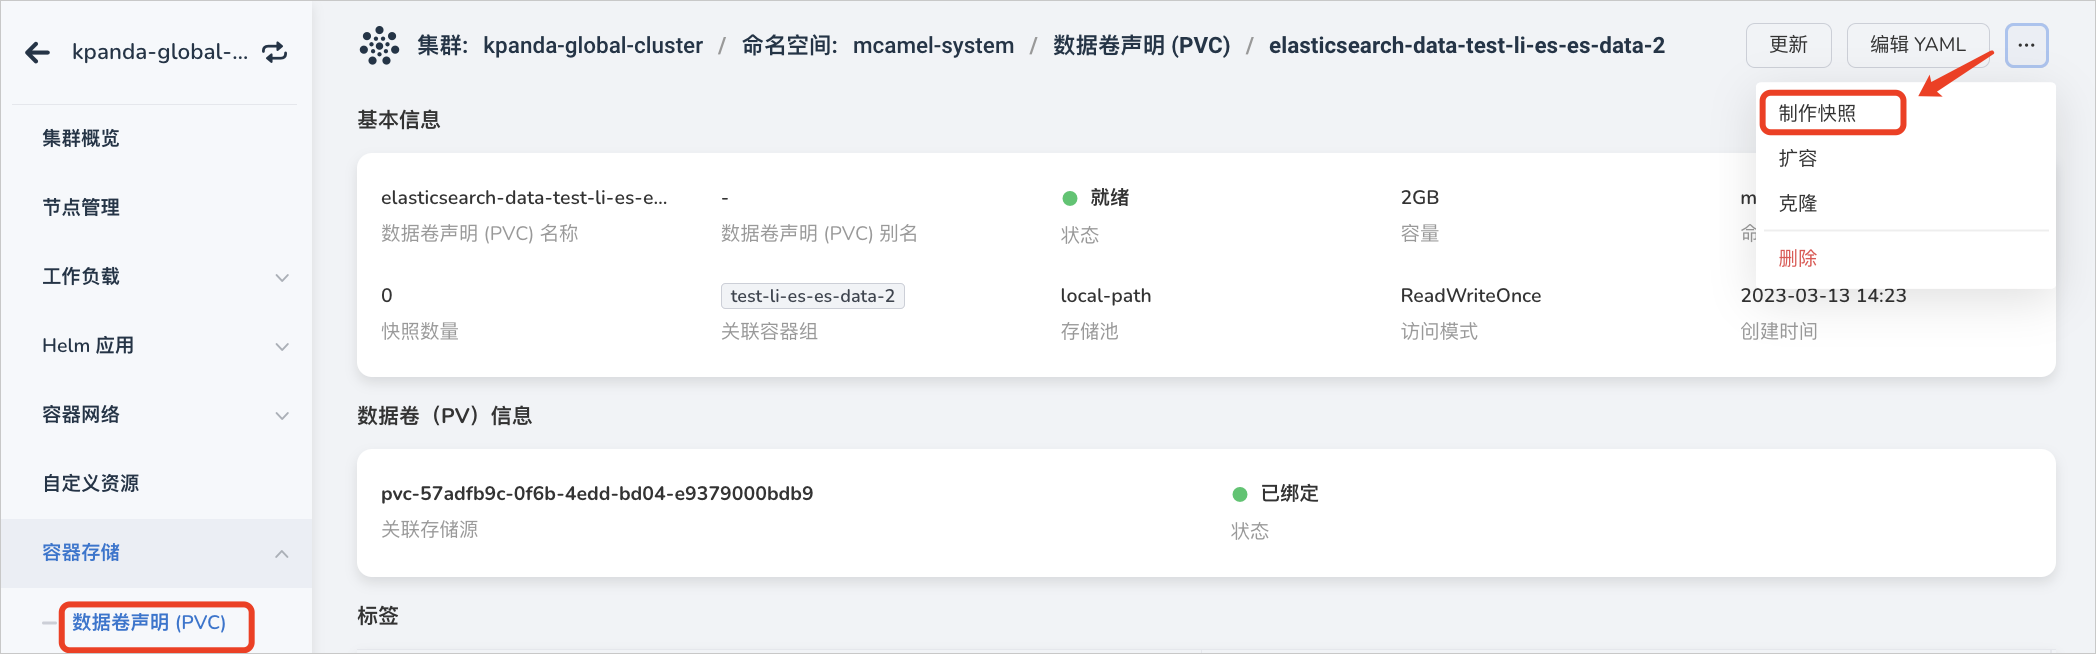 kpanda-global-...
集群概览
节点管理
工作负载
Helm 应用
容器网络
自定义资源
容器存储
数据卷声明 (PVC)
集群: kpanda-global-cluster / 命名空间: mcamel-system / 数据卷声明 (PVC) / elasticsearch-data-test-li-es-es-data-2
更新
编辑 YAML
...
制作快照
扩容
克隆
删除
基本信息
elasticsearch-data-test-li-es-e...
数据卷声明 (PVC) 名称
-
数据卷声明 (PVC) 别名
就绪
状态
2GB
容量
m
命
0
快照数量
test-li-es-es-data-2
关联容器组
local-path
存储池
ReadWriteOnce
访问模式
2023-03-13 14:23
创建时间
数据卷（PV）信息
pvc-57adfb9c-0f6b-4edd-bd04-e9379000bdb9
关联存储源
已绑定
状态
标签